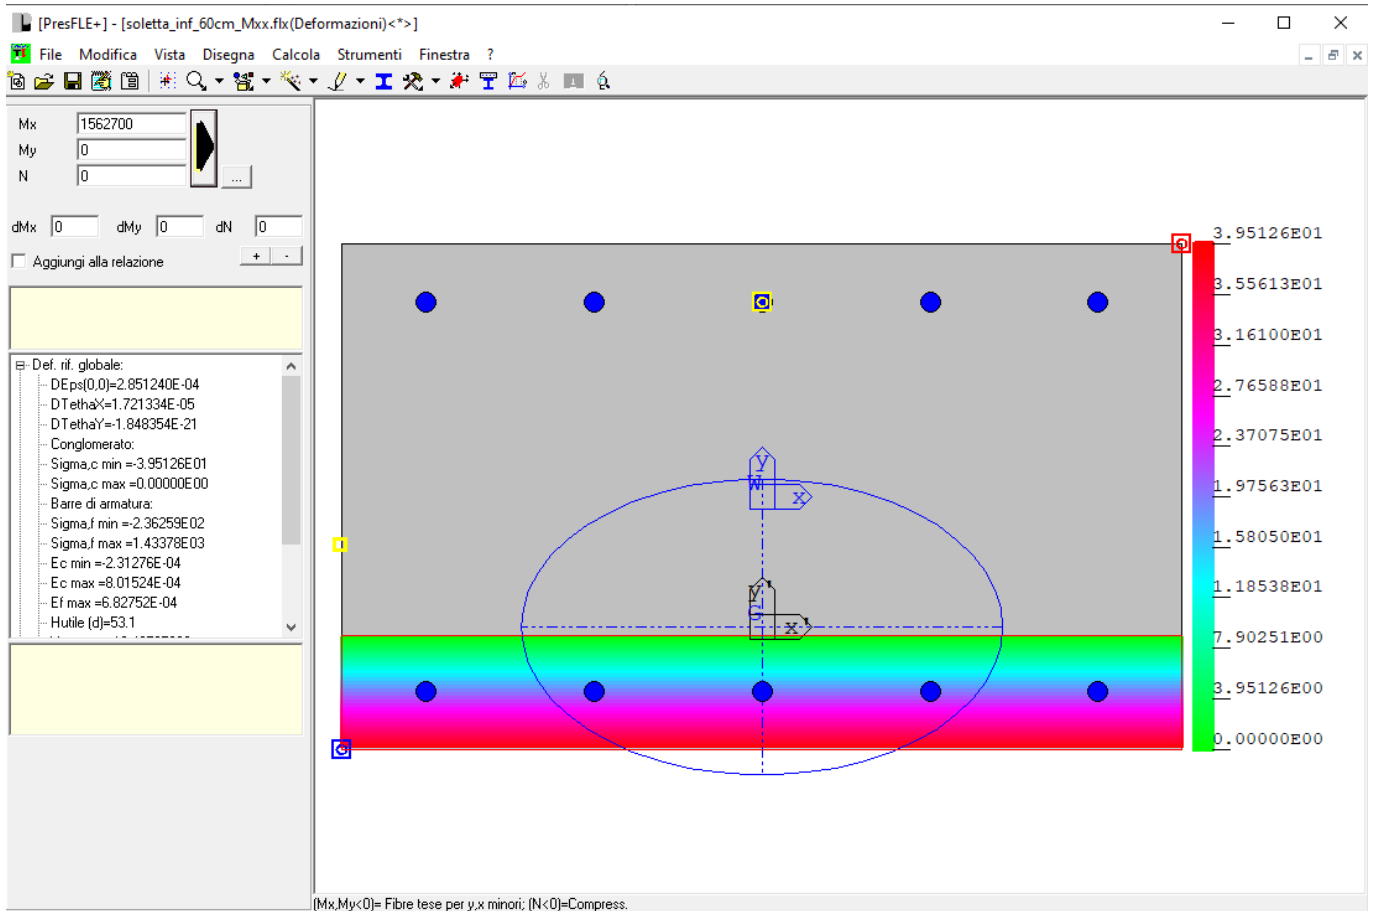 [PresFLE+] - [soletta_inf_60cm_Mxx.flx(Deformazioni)<*>]
File Modifica Vista Disegna Calcola Strumenti Finestra ?
Mx 1562700
My 0
N 0
...
dMx 0 dMy 0 dN 0
Aggiungi alla relazione + -
Def. rif. globale:
DEps(0,0)=2.851240E-04
DTethaX=1.721334E-05
DTethaY=-1.848354E-21
Conglomerato:
Sigma,c min =-3.95126E01
Sigma,c max =0.00000E00
Barre di armatura:
Sigma,f min =-2.36259E02
Sigma,f max =1.43378E03
Ec min =-2.31276E-04
Ec max =8.01524E-04
Ef max =6.82752E-04
Hutile (d)=53.1
y
W
x
y
G
x
3.95126E01
3.55613E01
3.16100E01
2.76588E01
2.37075E01
1.97563E01
1.58050E01
1.18538E01
7.90251E00
3.95126E00
0.00000E00
(Mx,My<0)= Fibre tese per y,x minori; (N<0)=Compress.